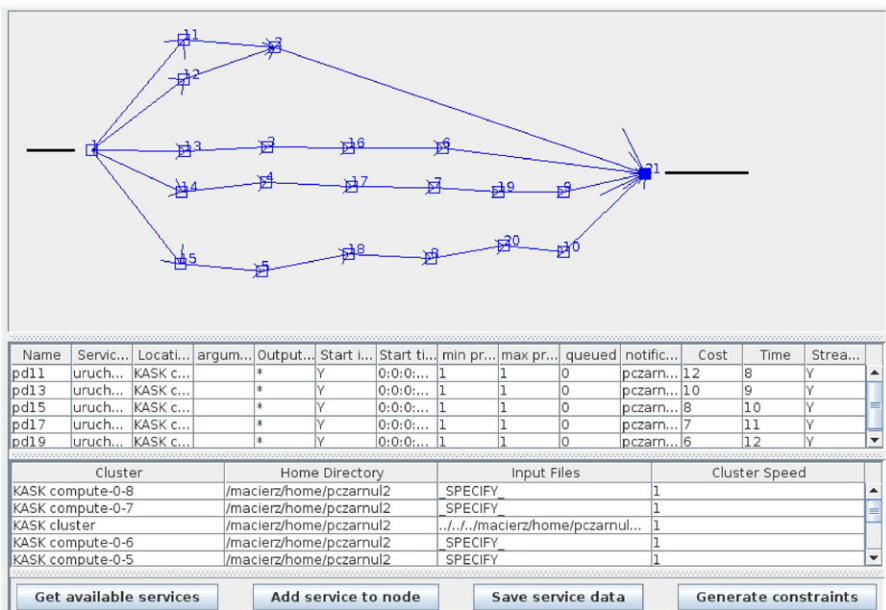 11
2
12
1
13
3
16
6
21
14
4
17
7
19
9
15
5
18
8
20
10
Name Servic... Locati... argum... Output... Start i... Start ti... min pr... max pr... queued notific... Cost Time Strea...
pd11 uruch... KASK c... * Y 0:0:0:... 1 1 0 pczarn... 12 8 Y
pd13 uruch... KASK c... * Y 0:0:0:... 1 1 0 pczarn... 10 9 Y
pd15 uruch... KASK c... * Y 0:0:0:... 1 1 0 pczarn... 8 10 Y
pd17 uruch... KASK c... * Y 0:0:0:... 1 1 0 pczarn... 7 11 Y
pd19 uruch... KASK c... * Y 0:0:0:... 1 1 0 pczarn... 6 12 Y
Cluster Home Directory Input Files Cluster Speed
KASK compute-0-8 /macierz/home/pczarnul2 _SPECIFY_ 1
KASK compute-0-7 /macierz/home/pczarnul2 _SPECIFY_ 1
KASK cluster /macierz/home/pczarnul2 ../../../macierz/home/pczarnul... 1
KASK compute-0-6 /macierz/home/pczarnul2 _SPECIFY_ 1
KASK compute-0-5 /macierz/home/pczarnul2 _SPECIFY_ 1
Get available services Add service to node Save service data Generate constraints